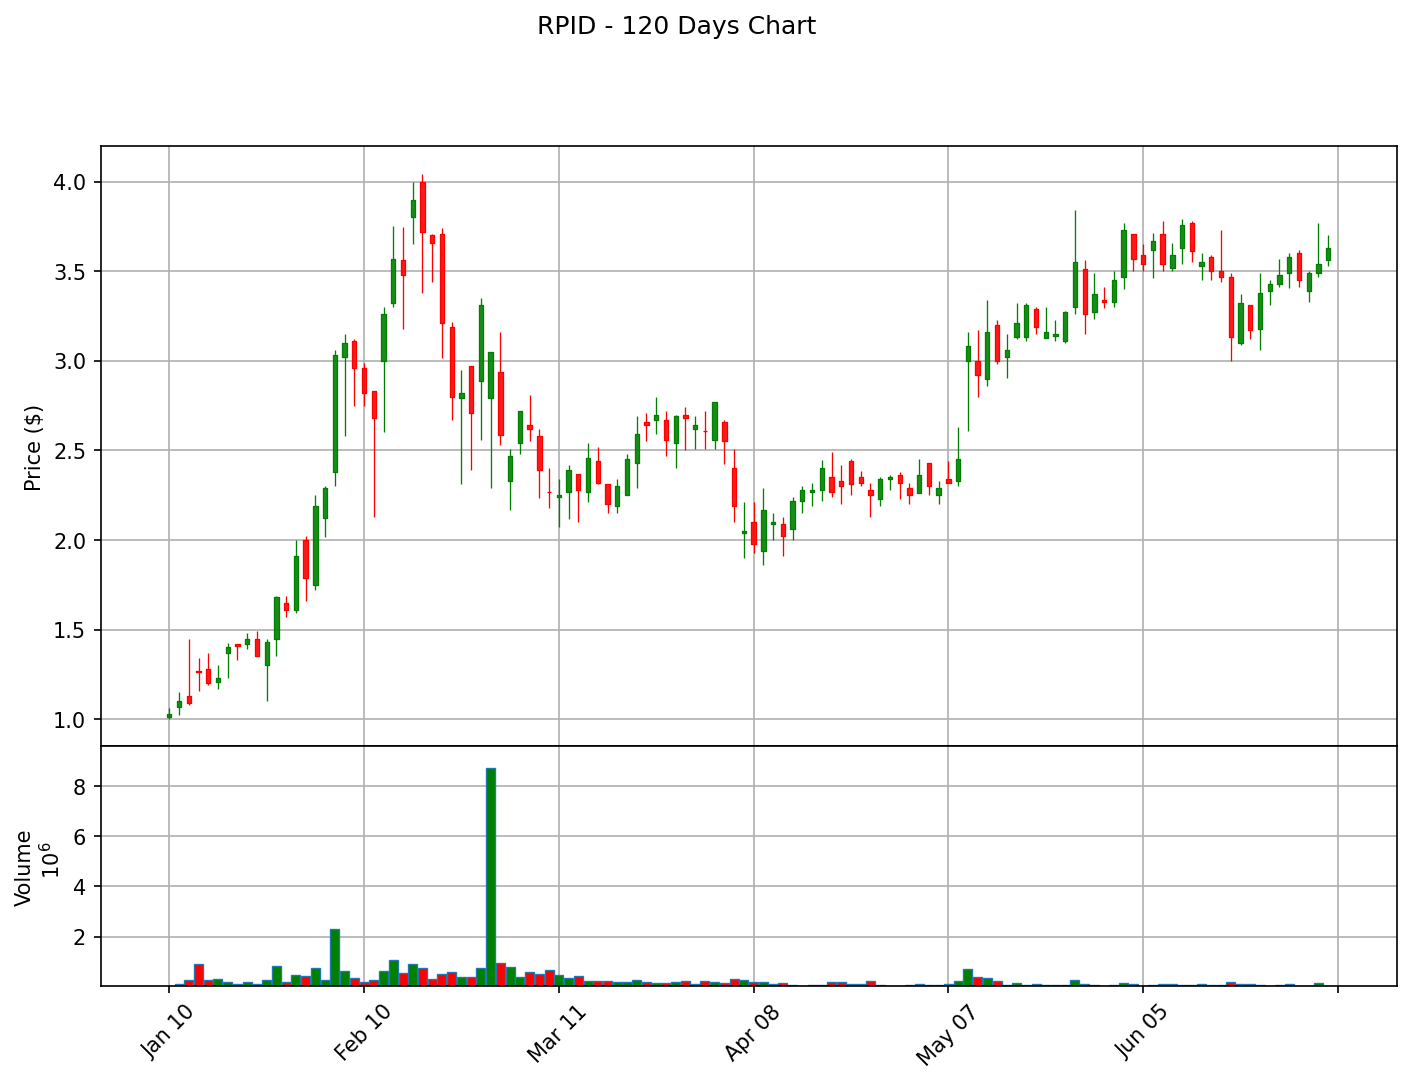 RPID - 120 Days Chart
Price ($)
4.0
3.5
3.0
2.5
2.0
1.5
1.0
Volume
10⁶
8
6
4
2
Jan 10
Feb 10
Mar 11
Apr 08
May 07
Jun 05